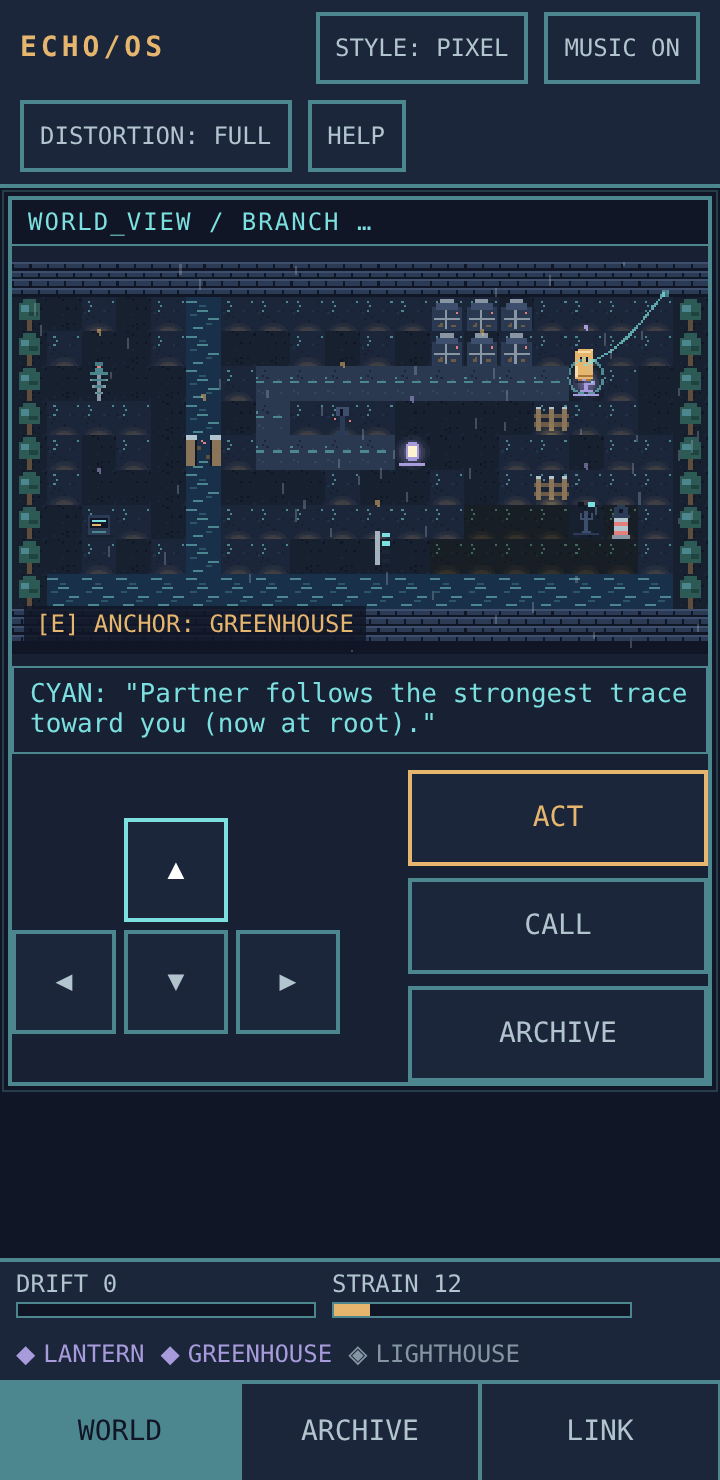 ECHO/OS
STYLE: PIXEL
MUSIC ON
DISTORTION: FULL
HELP
WORLD_VIEW / BRANCH …
[E] ANCHOR: GREENHOUSE
CYAN: "Partner follows the strongest trace
toward you (now at root)."
▲
◀ ▼ ▶
ACT
CALL
ARCHIVE
DRIFT 0
STRAIN 12
◆ LANTERN ◆ GREENHOUSE ◈ LIGHTHOUSE
WORLD
ARCHIVE
LINK